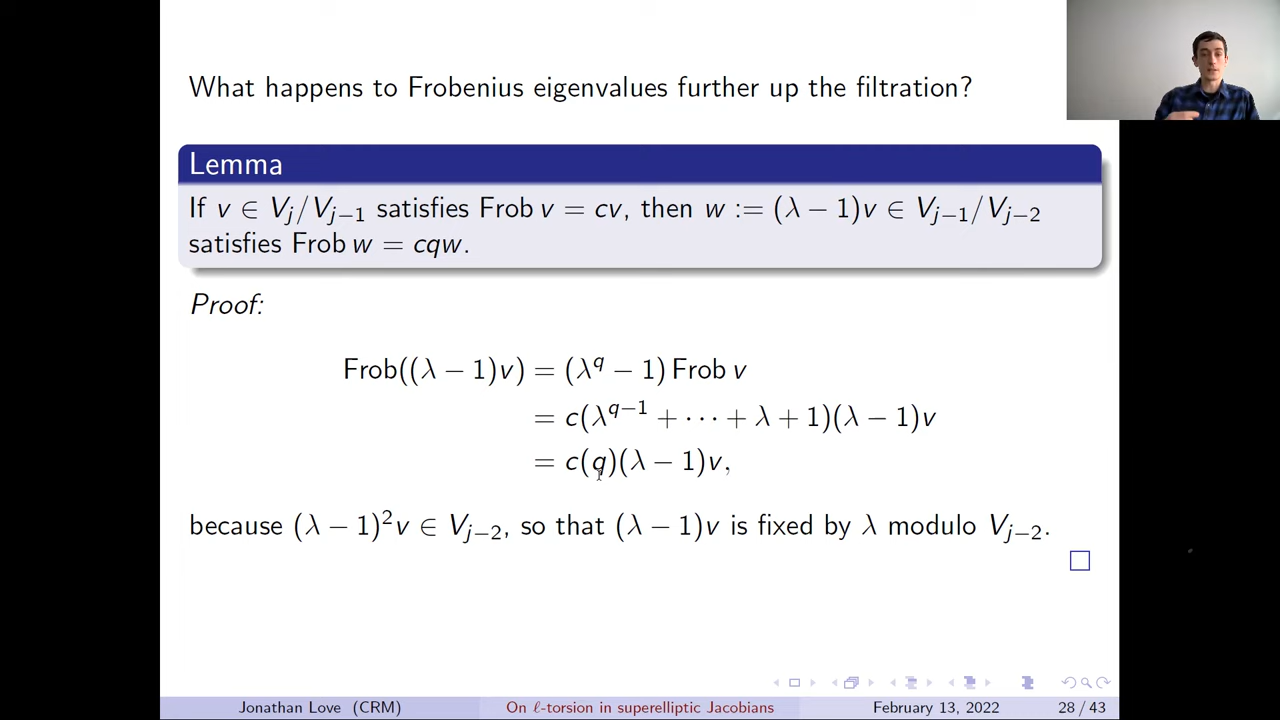 What happens to Frobenius eigenvalues further up the filtration?
Lemma
If v ∈ V_j/V_{j−1} satisfies Frob v = cv, then w := (λ − 1)v ∈ V_{j−1}/V_{j−2}
satisfies Frob w = cqw.
Proof:
Frob((λ − 1)v) = (λ^q − 1) Frob v
= c(λ^{q−1} + ⋯ + λ + 1)(λ − 1)v
= c(q)(λ − 1)v,
because (λ − 1)²v ∈ V_{j−2}, so that (λ − 1)v is fixed by λ modulo V_{j−2}.
Jonathan Love (CRM) On ℓ-torsion in superelliptic Jacobians February 13, 2022 28 / 43